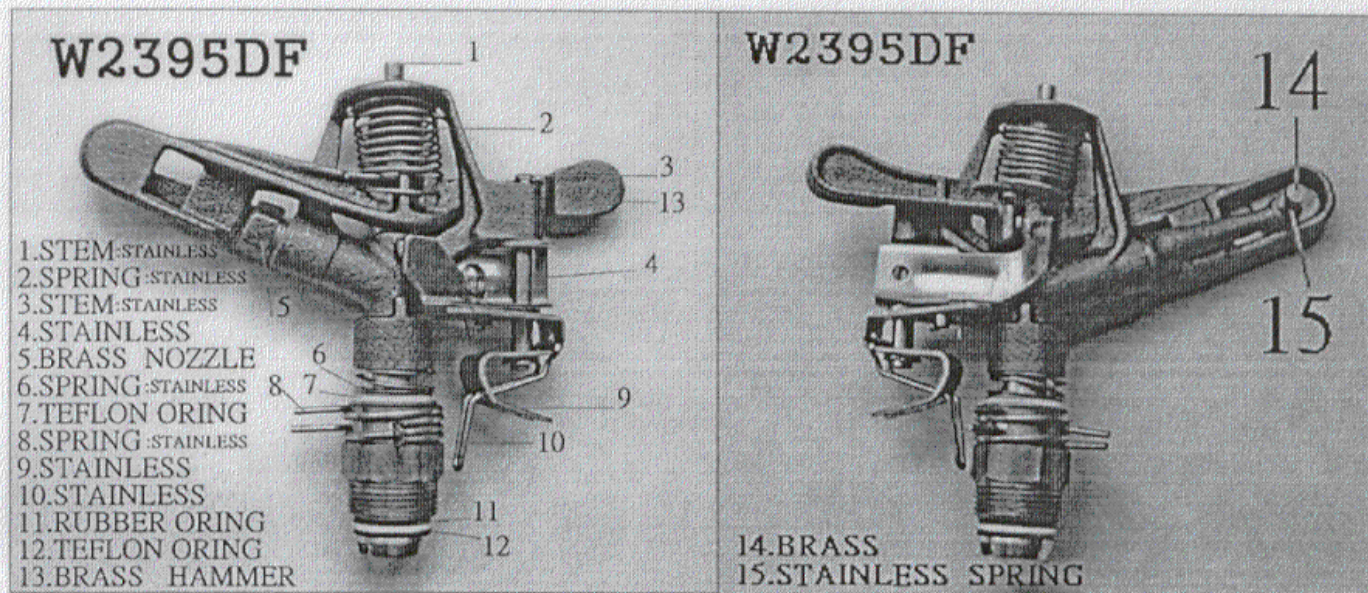 W2395DF
1
2
3
13
4
1.STEM:STAINLESS
2.SPRING:STAINLESS
3.STEM:STAINLESS
4.STAINLESS
5.BRASS NOZZLE
6.SPRING:STAINLESS
7.TEFLON ORING
8.SPRING:STAINLESS
9.STAINLESS
10.STAINLESS
11.RUBBER ORING
12.TEFLON ORING
13.BRASS HAMMER
5
6
7
8
9
10
11
12
W2395DF
14
15
14.BRASS
15.STAINLESS SPRING